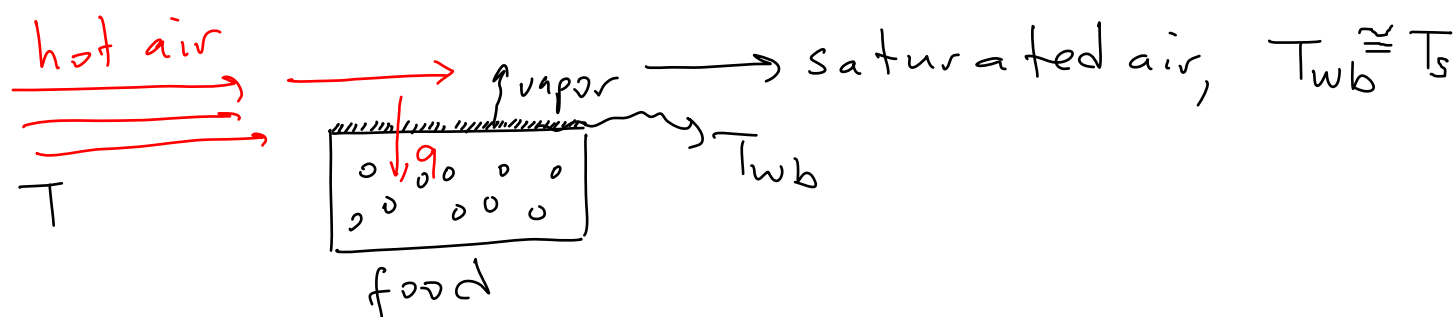 hot air
vapor
saturated air, Twb ≅ Ts
q
Twb
T
food